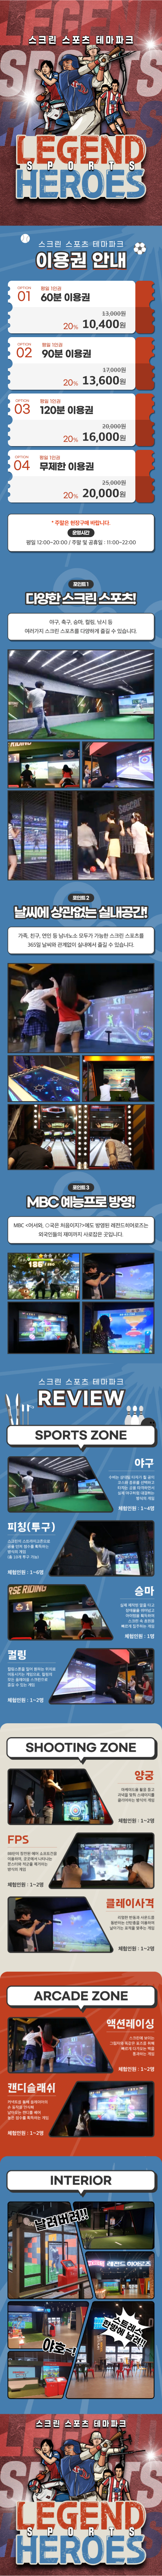 LEGEND
스크린 스포츠 테마파크
LEGEND
SPORTS
HEROES
스크린 스포츠 테마파크
이용권 안내
OPTION
01
평일 1인권
60분 이용권
13,000원
20% 10,400원
OPTION
02
평일 1인권
90분 이용권
17,000원
20% 13,600원
OPTION
03
평일 1인권
120분 이용권
20,000원
20% 16,000원
OPTION
04
평일 1인권
무제한 이용권
25,000원
20% 20,000원
* 주말은 현장구매 바랍니다.
운영시간
평일 12:00~20:00 / 주말 및 공휴일 : 11:00~22:00
포인트 1
다양한 스크린 스포츠!
야구, 축구, 승마, 컬링, 낚시 등
여러가지 스크린 스포츠를 다양하게 즐길 수 있습니다.
포인트 2
날씨에 상관없는 실내공간!
가족, 친구, 연인 등 남녀노소 모두가 가능한 스크린 스포츠를
365일 날씨와 관계없이 실내에서 즐길 수 있습니다.
포인트 3
MBC 예능프로 방영!
MBC <어서와, ○국은 처음이지?>에도 방영된 레전드히어로즈는
외국인들의 재미까지 사로잡은 곳입니다.
스크린 스포츠 테마파크
REVIEW
SPORTS ZONE
야구
체험인원 : 1~4명
피칭(투구)
체험인원 : 1~6명
승마
체험인원 : 1명
컬링
체험인원 : 1~2명
SHOOTING ZONE
양궁
체험인원 : 1~2명
FPS
체험인원 : 1~2명
클레이사격
체험인원 : 1~2명
ARCADE ZONE
액션레이싱
체험인원 : 1~2명
캔디슬래쉬
체험인원 : 1~2명
INTERIOR
날려버려!!
레전드 히어로즈
야호~!
스트레스
한방에 날려!!
스크린 스포츠 테마파크
LEGEND
SPORTS
HEROES